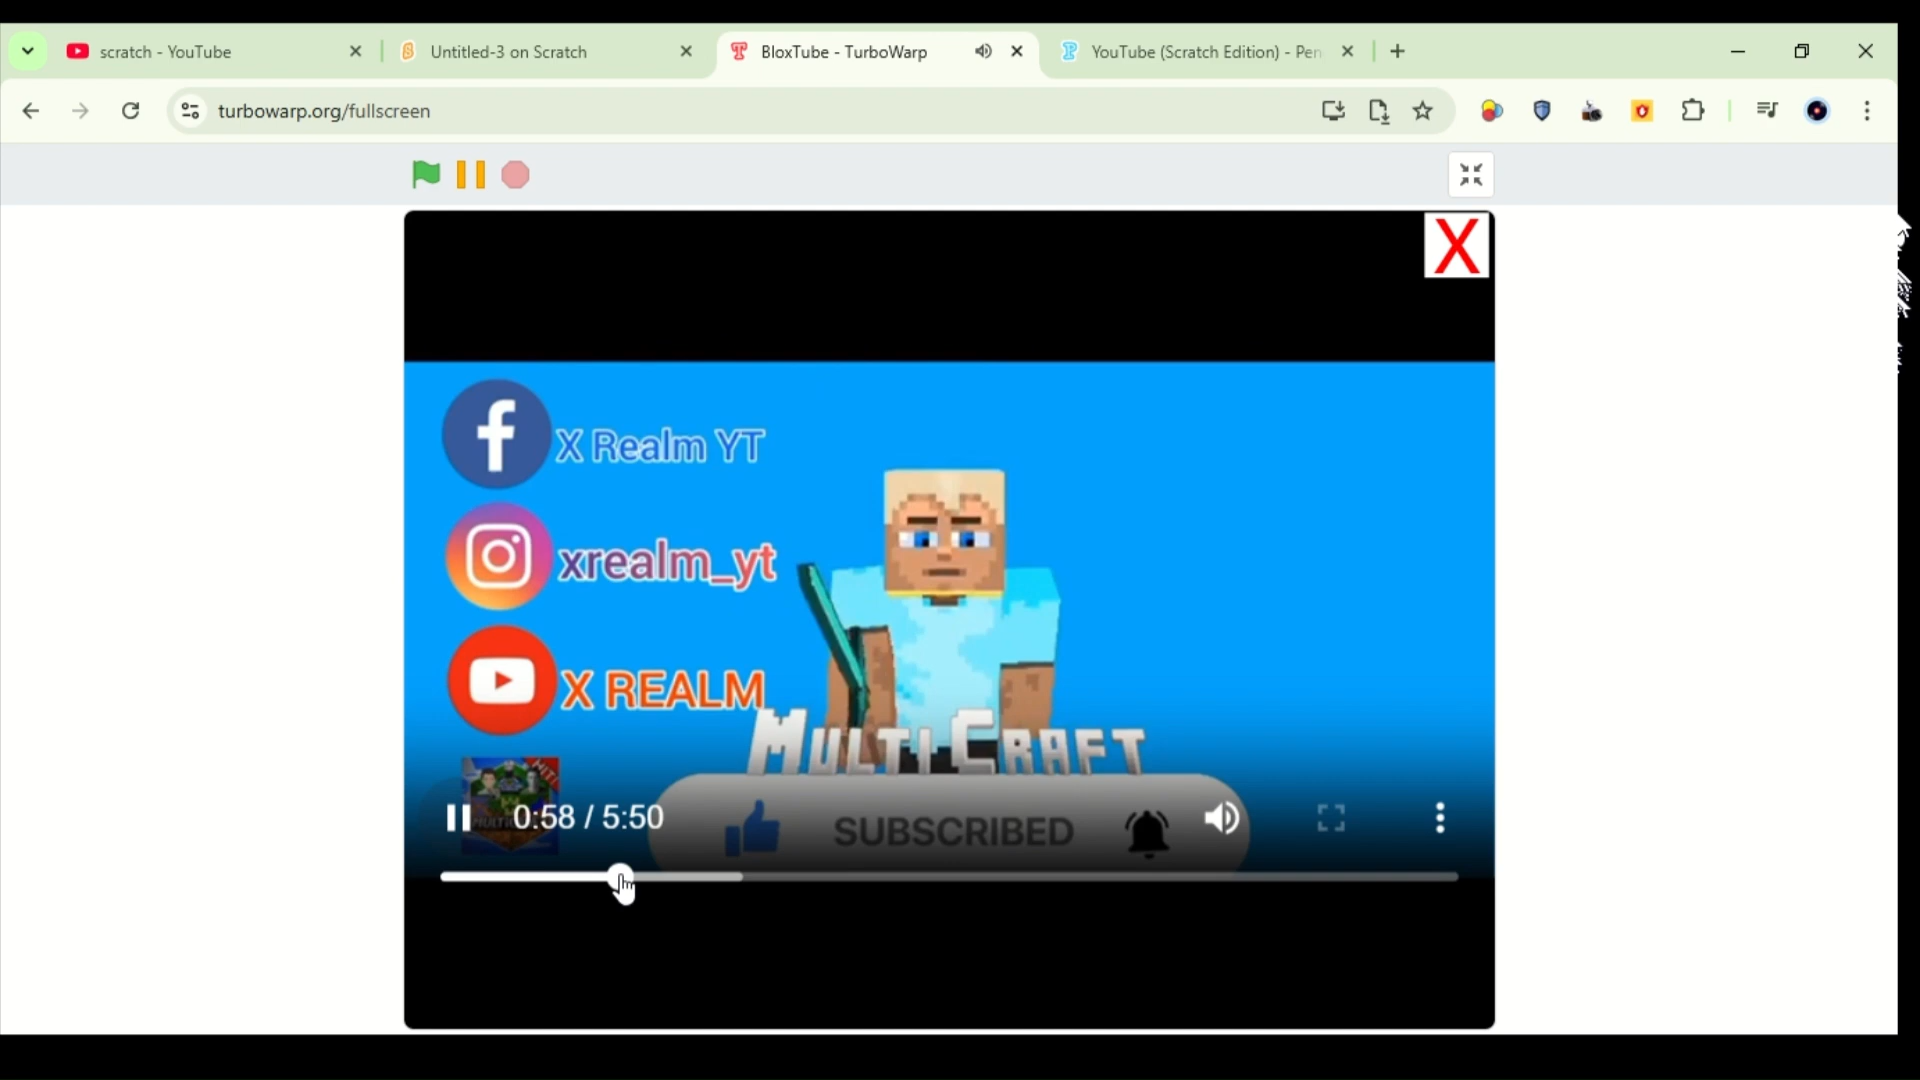 scratch - YouTube
Untitled-3 on Scratch
BloxTube - TurboWarp
YouTube (Scratch Edition) - Pen
turbowarp.org/fullscreen
X
X Realm YT
xrealm_yt
X REALM
MULTICRAFT
0:58 / 5:50
SUBSCRIBED